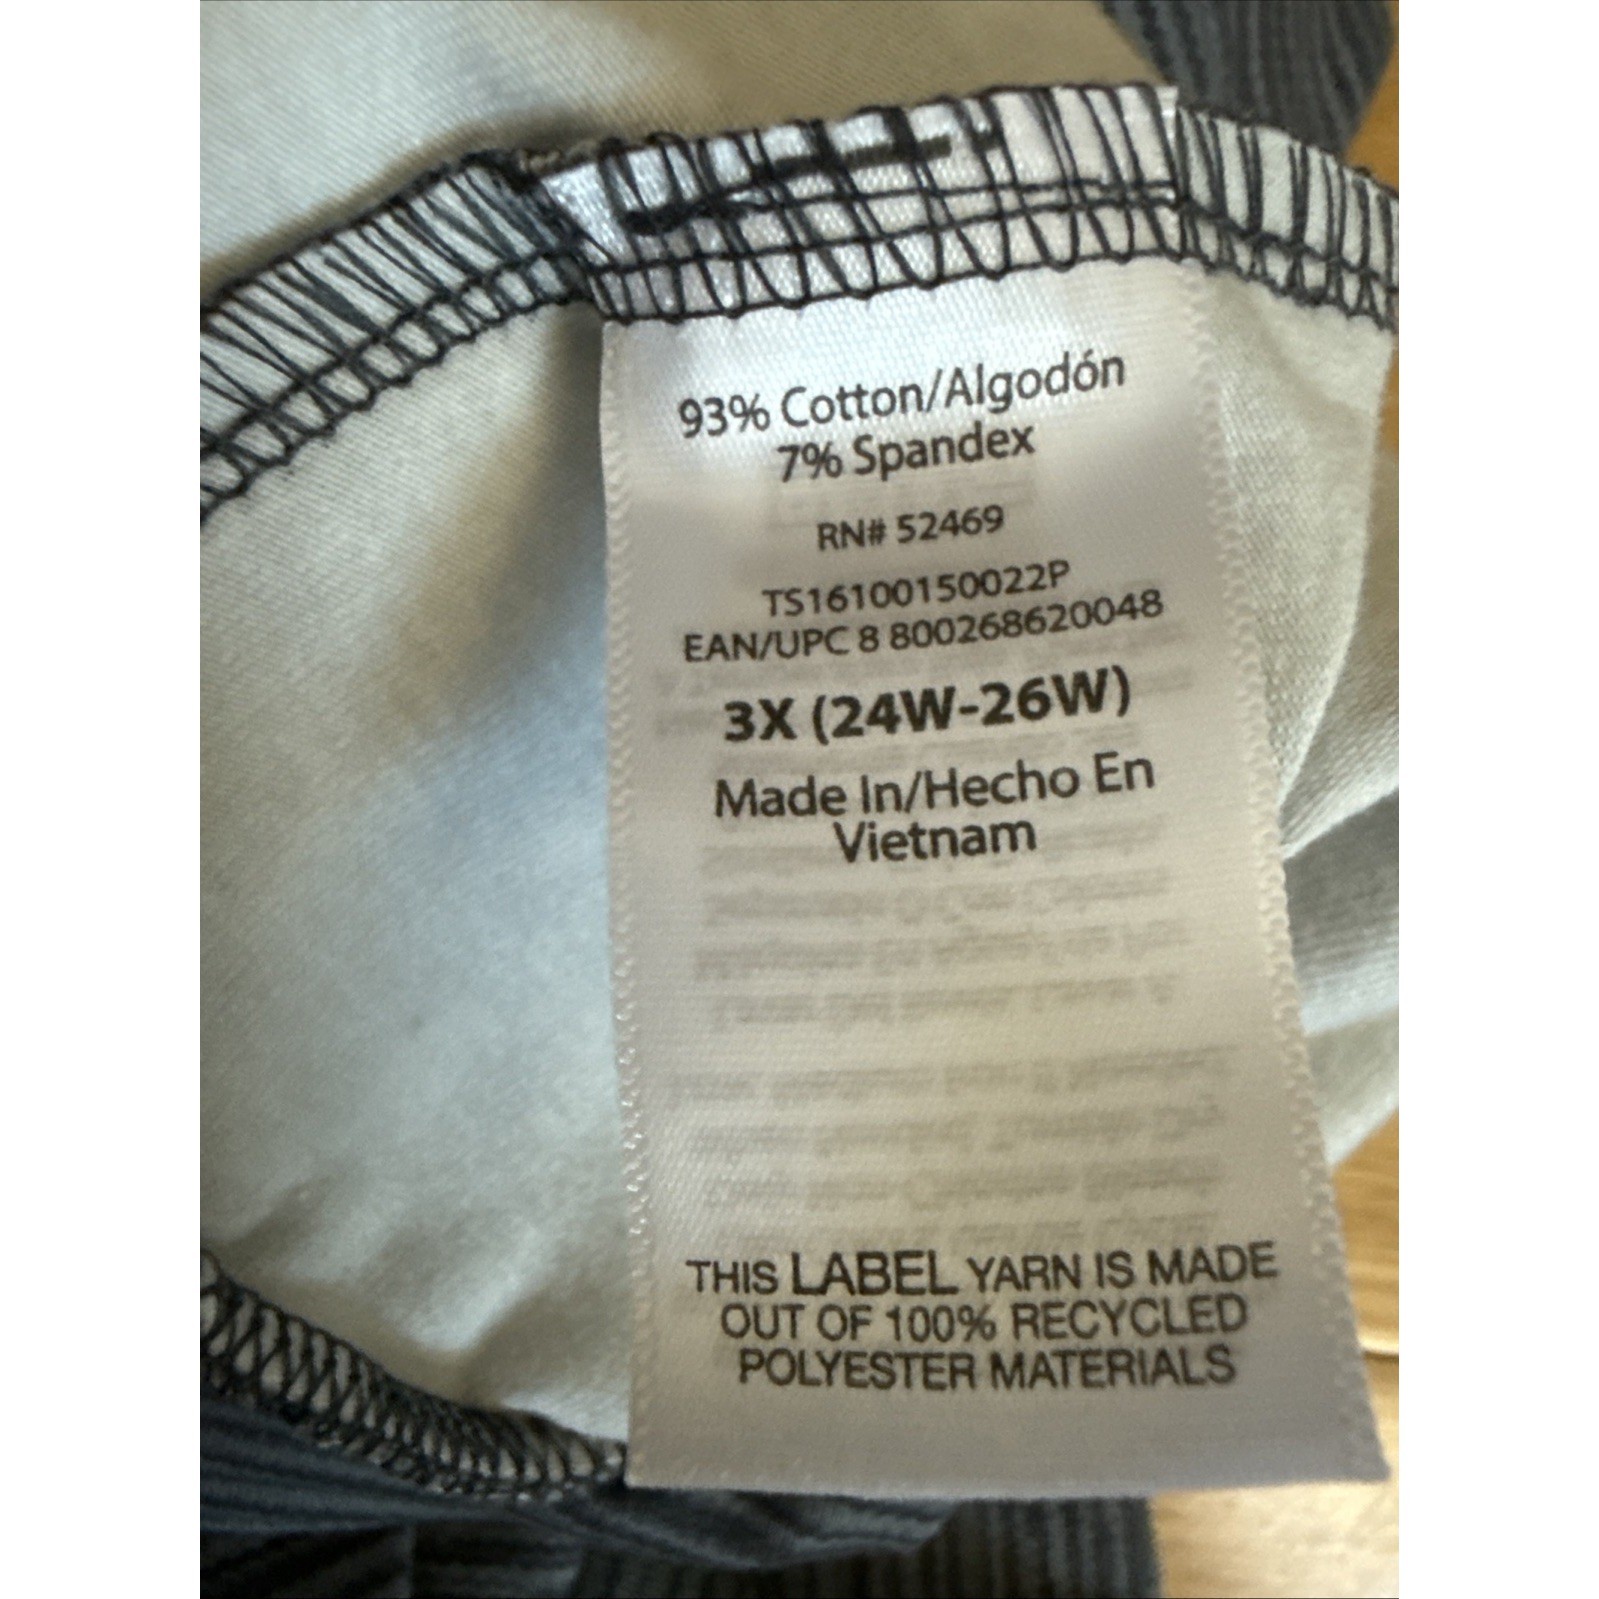 93% Cotton/Algodón
7% Spandex
RN# 52469
TS16100150022P
EAN/UPC 8 800268620048
3X (24W-26W)
Made In/Hecho En
Vietnam
THIS LABEL YARN IS MADE
OUT OF 100% RECYCLED
POLYESTER MATERIALS